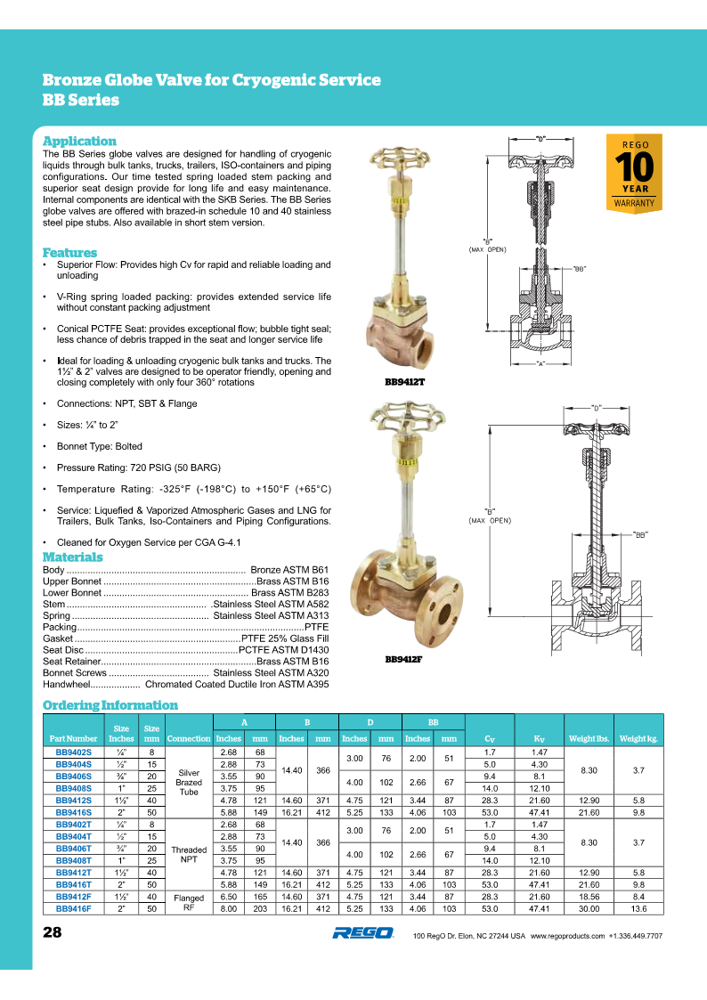 Bronze Globe Valve for Cryogenic Service
BB Series
Application
The BB Series globe valves are designed for handling of cryogenic
liquids through bulk tanks, trucks, trailers, ISO-containers and piping
configurations. Our time tested spring loaded stem packing and
superior seat design provide for long life and easy maintenance.
Internal components are identical with the SKB Series. The BB Series
globe valves are offered with brazed-in schedule 10 and 40 stainless
steel pipe stubs. Also available in short stem version.
Features
• Superior Flow: Provides high Cv for rapid and reliable loading and
unloading
• V-Ring spring loaded packing: provides extended service life
without constant packing adjustment
• Conical PCTFE Seat: provides exceptional flow; bubble tight seal;
less chance of debris trapped in the seat and longer service life
• Ideal for loading & unloading cryogenic bulk tanks and trucks. The
1½” & 2” valves are designed to be operator friendly, opening and
closing completely with only four 360° rotations
• Connections: NPT, SBT & Flange
• Sizes: ¼” to 2”
• Bonnet Type: Bolted
• Pressure Rating: 720 PSIG (50 BARG)
• Temperature Rating: -325°F (-198°C) to +150°F (+65°C)
• Service: Liquefied & Vaporized Atmospheric Gases and LNG for
Trailers, Bulk Tanks, Iso-Containers and Piping Configurations.
• Cleaned for Oxygen Service per CGA G-4.1
Materials
Body .................................................................... Bronze ASTM B61
Upper Bonnet ..........................................................Brass ASTM B16
Lower Bonnet ....................................................... Brass ASTM B283
Stem ..................................................... .Stainless Steel ASTM A582
Spring .................................................... Stainless Steel ASTM A313
Packing......................................................................................PTFE
Gasket ...............................................................PTFE 25% Glass Fill
Seat Disc ..........................................................PCTFE ASTM D1430
Seat Retainer...........................................................Brass ASTM B16
Bonnet Screws ...................................... Stainless Steel ASTM A320
Handwheel................... Chromated Coated Ductile Iron ASTM A395
"D"
"B"
(MAX OPEN)
"BB"
"A"
REGO
10
YEAR
WARRANTY
BB9412T
"D"
"B"
(MAX OPEN)
"BB"
BB9412F
Ordering Information
Part Number Size Inches Size mm Connection A B D BB Cv Kv Weight lbs. Weight kg.
Inches mm Inches mm Inches mm Inches mm
BB9402S ¼” 8 Silver Brazed Tube 2.68 68 14.40 366 3.00 76 2.00 51 1.7 1.47 8.30 3.7
BB9404S ½” 15 2.88 73 5.0 4.30
BB9406S ¾” 20 3.55 90 4.00 102 2.66 67 9.4 8.1
BB9408S 1” 25 3.75 95 14.0 12.10
BB9412S 1½” 40 4.78 121 14.60 371 4.75 121 3.44 87 28.3 21.60 12.90 5.8
BB9416S 2” 50 5.88 149 16.21 412 5.25 133 4.06 103 53.0 47.41 21.60 9.8
BB9402T ¼” 8 Threaded NPT 2.68 68 14.40 366 3.00 76 2.00 51 1.7 1.47 8.30 3.7
BB9404T ½” 15 2.88 73 5.0 4.30
BB9406T ¾” 20 3.55 90 4.00 102 2.66 67 9.4 8.1
BB9408T 1” 25 3.75 95 14.0 12.10
BB9412T 1½” 40 4.78 121 14.60 371 4.75 121 3.44 87 28.3 21.60 12.90 5.8
BB9416T 2” 50 5.88 149 16.21 412 5.25 133 4.06 103 53.0 47.41 21.60 9.8
BB9412F 1½” 40 Flanged RF 6.50 165 14.60 371 4.75 121 3.44 87 28.3 21.60 18.56 8.4
BB9416F 2” 50 8.00 203 16.21 412 5.25 133 4.06 103 53.0 47.41 30.00 13.6
28
REGO
100 RegO Dr. Elon, NC 27244 USA www.regoproducts.com +1.336.449.7707